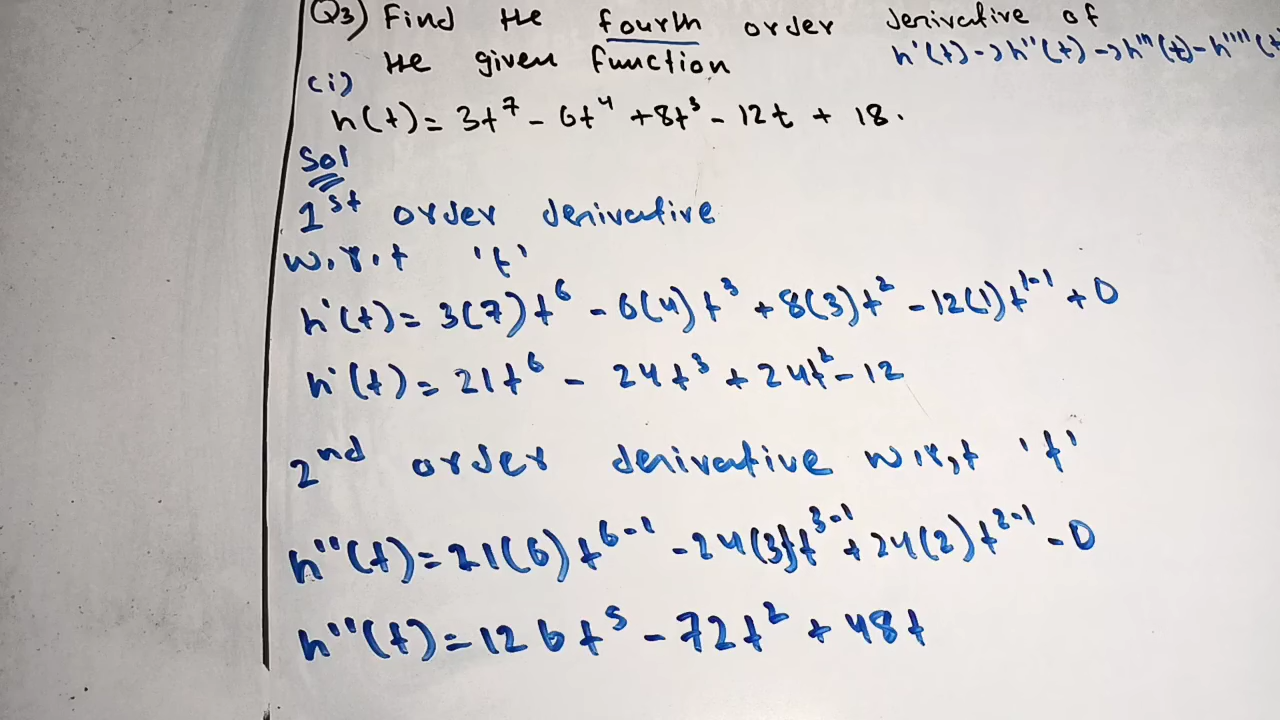 Q3) Find the fourth order derivative of
the given function h'(t)->h''(t)->h'''(t)-h''''(t
(i)
h(t)= 3t⁷ - 6t⁴ + 8t³ - 12t + 18.
Sol
1st order derivative
w.r.t 't'
h'(t)= 3(7)t⁶ - 6(4)t³ + 8(3)t² - 12(1)t¹⁻¹ + 0
h'(t)= 21t⁶ - 24t³ + 24t² - 12
2nd order derivative w.r,t 't'
h''(t)= 21(6)t⁶⁻¹ - 24(3)t³⁻¹ + 24(2)t²⁻¹ - 0
h''(t)= 126t⁵ - 72t² + 48t